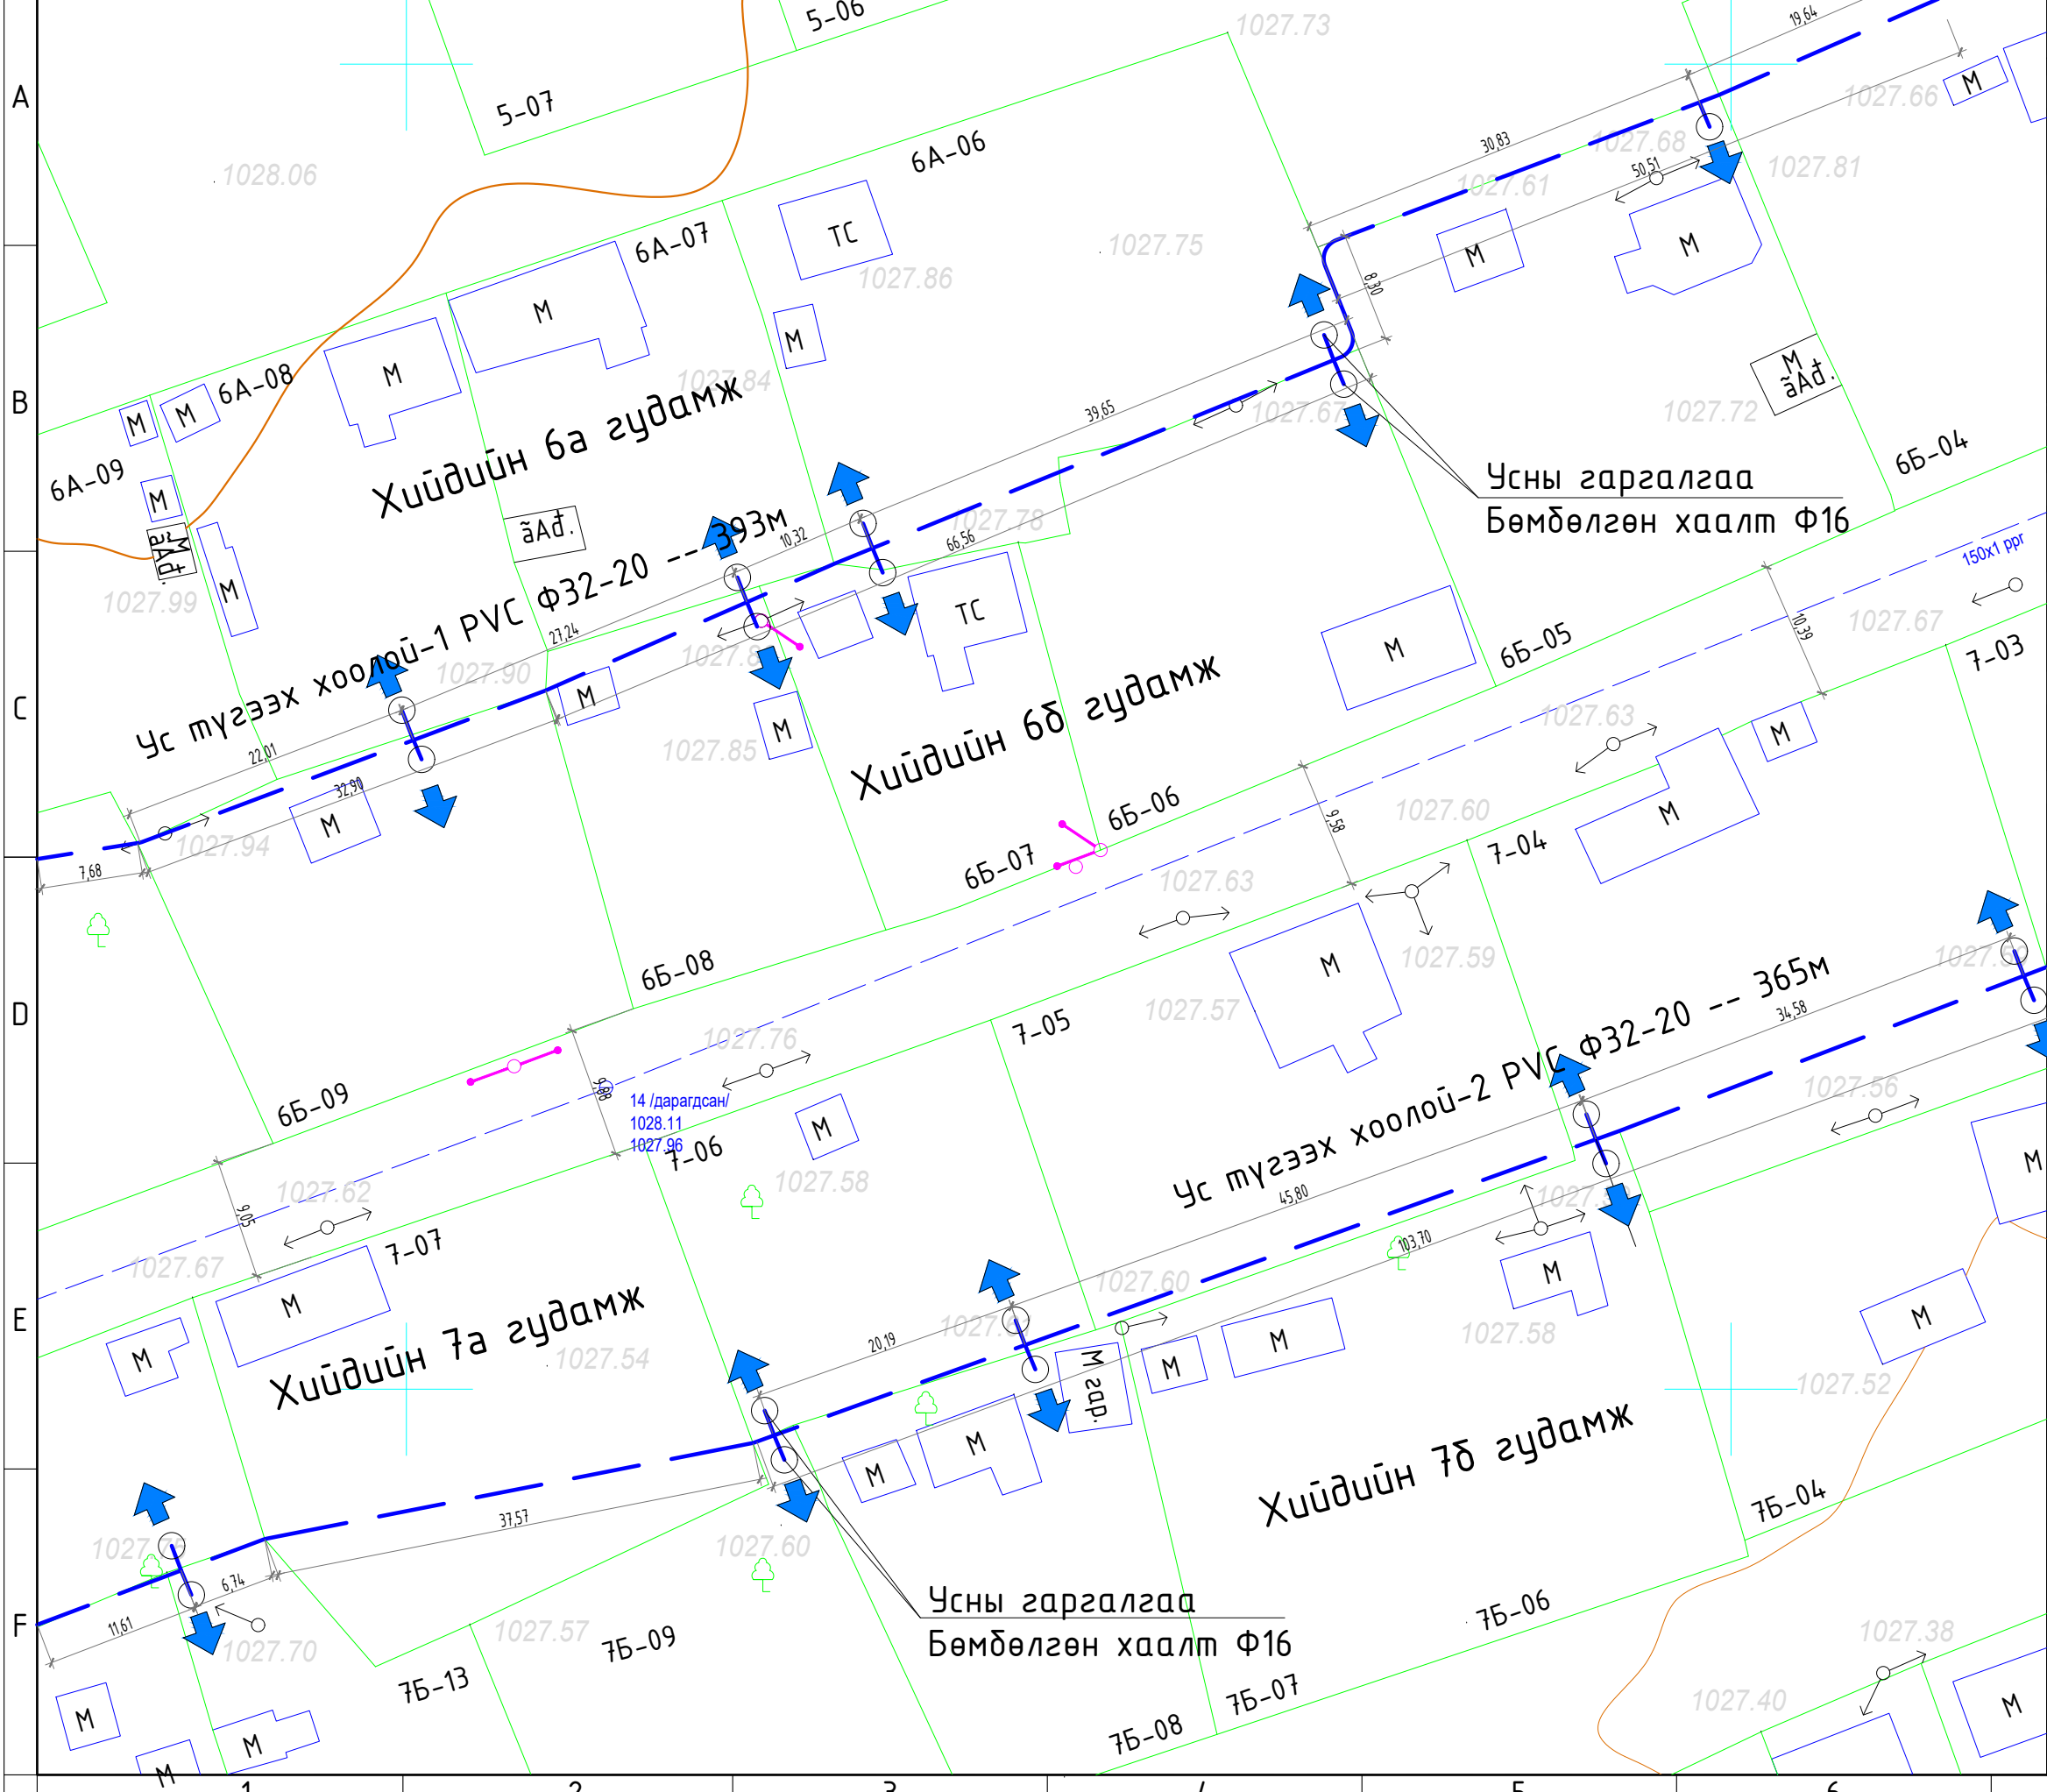 5-06
1027.73
19,64
A
5-07
М
1027.66
30,83
1027.68
6А-06
1028.06
50,51
1027.81
1027.61
6А-07
ТС
1027.75
М
М
1027.86
М
8,30
М
6А-08
М
1027.84
М
B
М
М
39,65
1027.67
1027.72
6А-09
Хийдийн 6а гудамж
6Б-04
М
Усны гаргалгаа
Бөмбөлгөн хаалт Ф16
1027.78
10,32
66,56
150x1 ppr
М
М
1027.99
ТС
1027.67
10,39
Ус түгээх хоолой-1 PVC Ф32-20 -- 393м
27,24
1027.90
М
6Б-05
7-03
М
C
1027.63
22,01
1027.85
М
Хийдийн 6б гудамж
М
32,90
М
6Б-06
1027.60
9,58
М
1027.94
7,68
6Б-07
1027.63
7-04
6Б-08
М
1027.59
D
1027.57
7-05
34,58
1027.76
9,88
14 /дарагдсан/
1028.11
1027.96
6Б-09
М
7-06
1027.56
Ус түгээх хоолой-2 PVC Ф32-20 -- 365м
1027.58
М
1027.62
45,80
9,05
7-07
103,70
1027.67
М
1027.60
М
E
Хийдийн 7а гудамж
20,19
М
М
1027.58
М
1027.54
М гар.
М
1027.52
М
М
Хийдийн 7б гудамж
7Б-04
37,57
1027.60
6,74
11,61
Усны гаргалгаа
Бөмбөлгөн хаалт Ф16
F
1027.70
1027.57
7Б-09
7Б-06
1027.38
7Б-13
7Б-07
1027.40
М
М
7Б-08
М
М
1
2
3
4
5
6